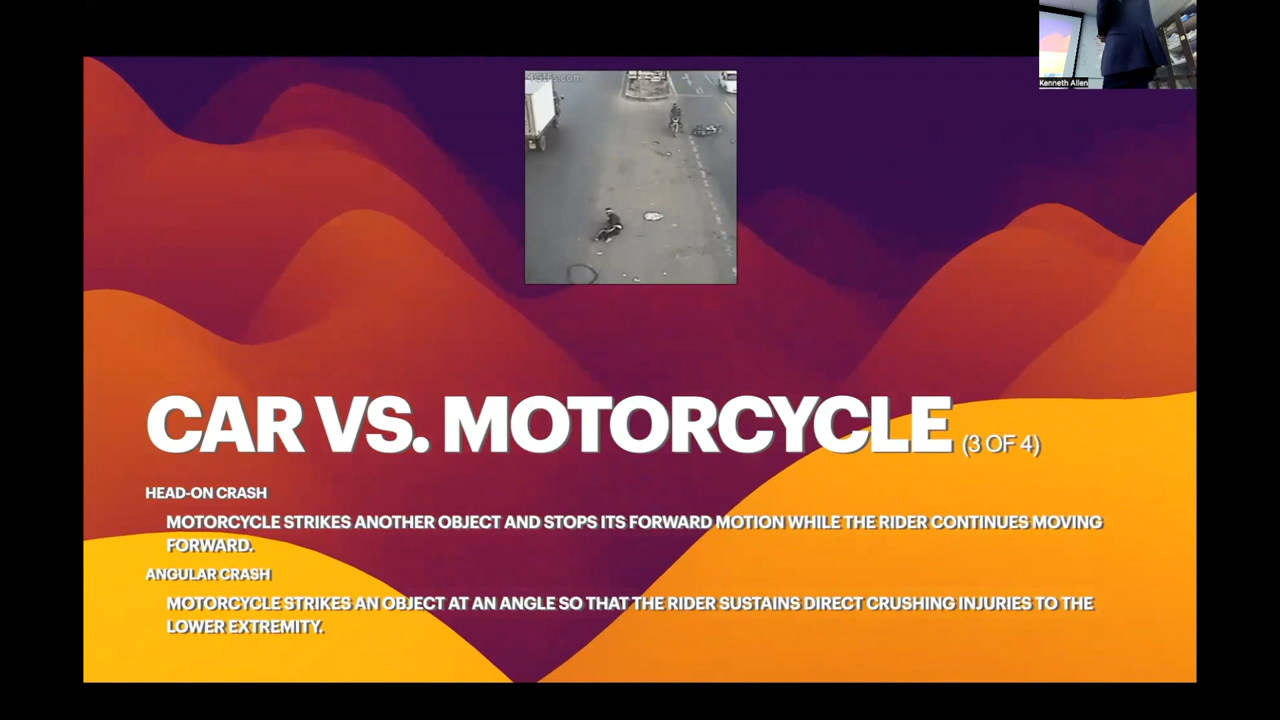 4GIFs.com
Kenneth Allen
CAR VS. MOTORCYCLE (3 OF 4)
HEAD-ON CRASH
MOTORCYCLE STRIKES ANOTHER OBJECT AND STOPS ITS FORWARD MOTION WHILE THE RIDER CONTINUES MOVING
FORWARD.
ANGULAR CRASH
MOTORCYCLE STRIKES AN OBJECT AT AN ANGLE SO THAT THE RIDER SUSTAINS DIRECT CRUSHING INJURIES TO THE
LOWER EXTREMITY.